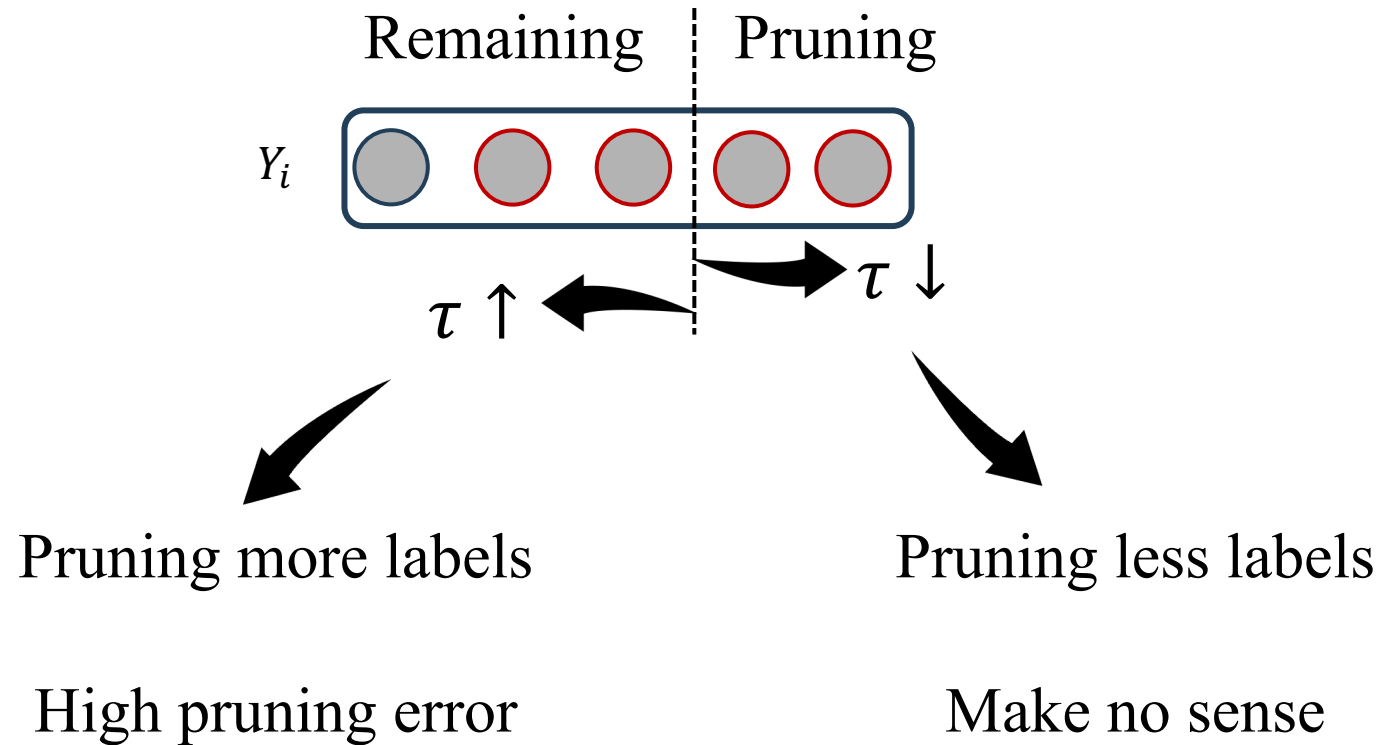 Remaining Pruning
Y_i
τ ↓
τ ↑
Pruning more labels
Pruning less labels
High pruning error
Make no sense